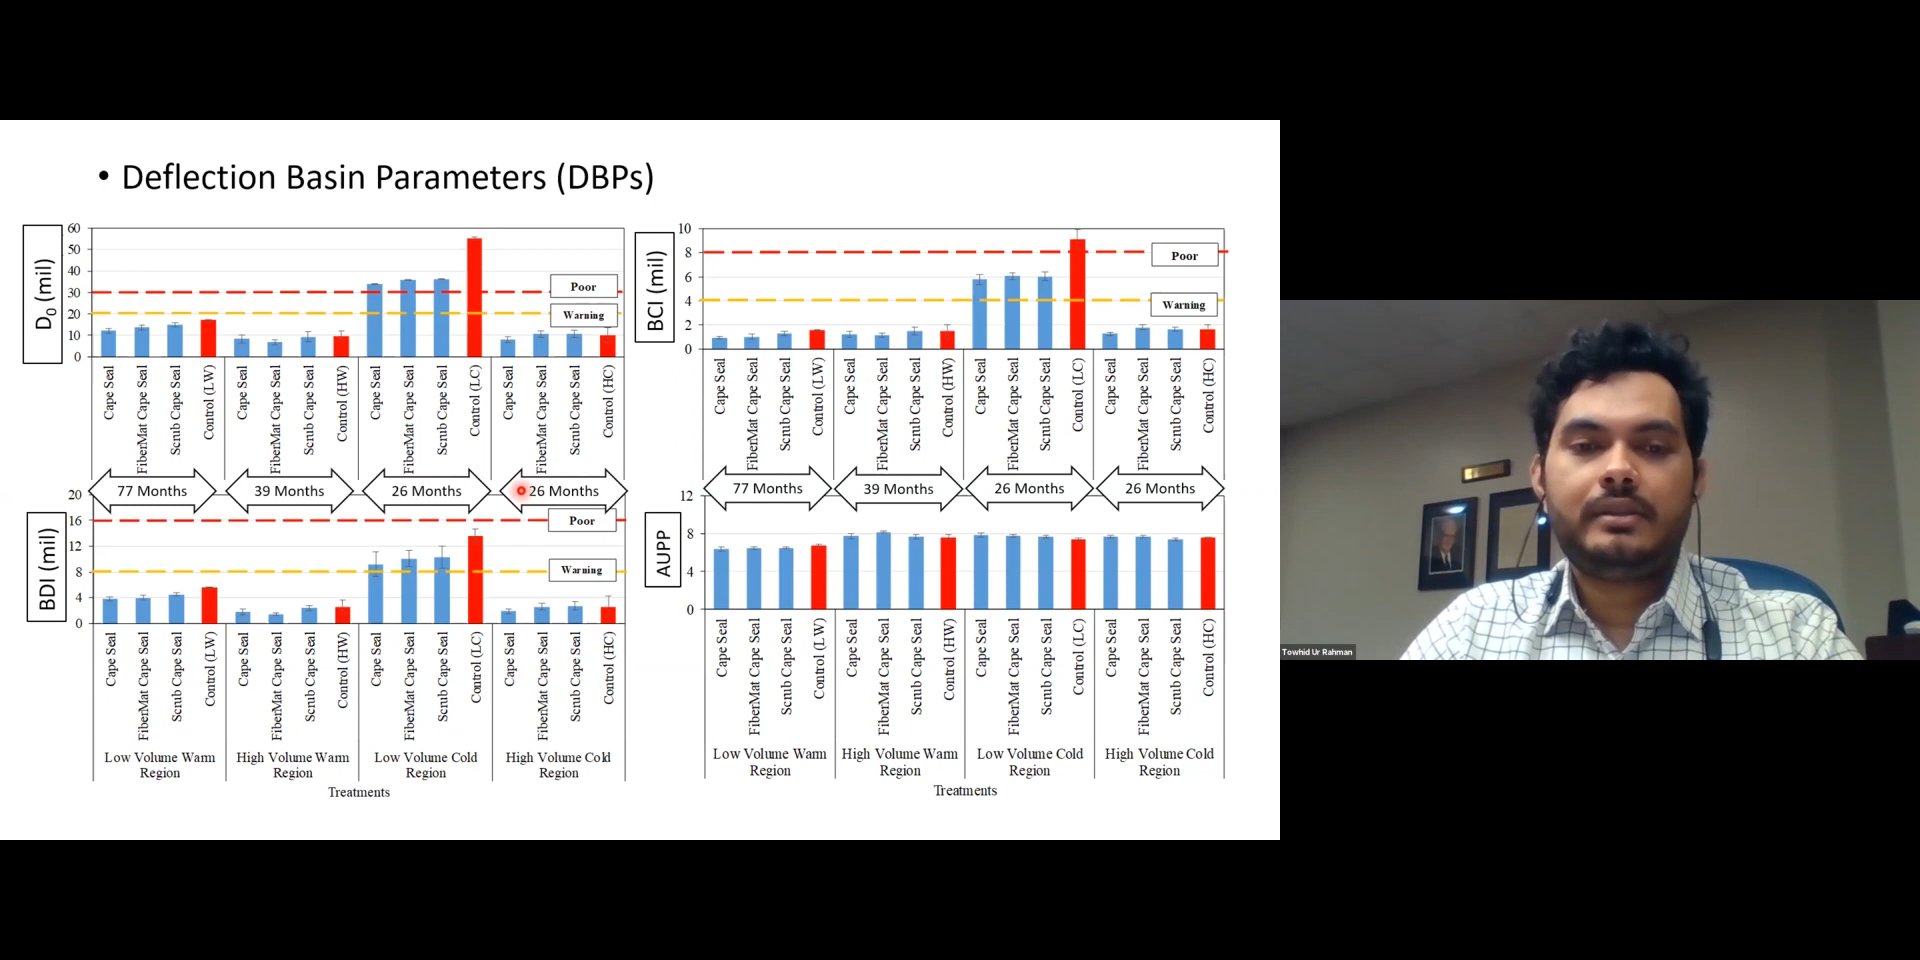 • Deflection Basin Parameters (DBPs)
D0 (mil)
60
50
40
30
20
10
0
Poor
Warning
Cape Seal
FiberMat Cape Seal
Scrub Cape Seal
Control (LW)
Cape Seal
FiberMat Cape Seal
Scrub Cape Seal
Control (HW)
Cape Seal
FiberMat Cape Seal
Scrub Cape Seal
Control (LC)
Cape Seal
FiberMat Cape Seal
Scrub Cape Seal
Control (HC)
77 Months
39 Months
26 Months
26 Months
BCI (mil)
10
8
6
4
2
0
Poor
Warning
Cape Seal
FiberMat Cape Seal
Scrub Cape Seal
Control (LW)
Cape Seal
FiberMat Cape Seal
Scrub Cape Seal
Control (HW)
Cape Seal
FiberMat Cape Seal
Scrub Cape Seal
Control (LC)
Cape Seal
FiberMat Cape Seal
Scrub Cape Seal
Control (HC)
77 Months
39 Months
26 Months
26 Months
BDI (mil)
20
16
12
8
4
0
Poor
Warning
Cape Seal
FiberMat Cape Seal
Scrub Cape Seal
Control (LW)
Cape Seal
FiberMat Cape Seal
Scrub Cape Seal
Control (HW)
Cape Seal
FiberMat Cape Seal
Scrub Cape Seal
Control (LC)
Cape Seal
FiberMat Cape Seal
Scrub Cape Seal
Control (HC)
Low Volume Warm
Region
High Volume Warm
Region
Low Volume Cold
Region
High Volume Cold
Region
Treatments
AUPP
12
8
4
0
Cape Seal
FiberMat Cape Seal
Scrub Cape Seal
Control (LW)
Cape Seal
FiberMat Cape Seal
Scrub Cape Seal
Control (HW)
Cape Seal
FiberMat Cape Seal
Scrub Cape Seal
Control (LC)
Cape Seal
FiberMat Cape Seal
Scrub Cape Seal
Control (HC)
Low Volume Warm
Region
High Volume Warm
Region
Low Volume Cold
Region
High Volume Cold
Region
Treatments
Towhid Ur Rahman